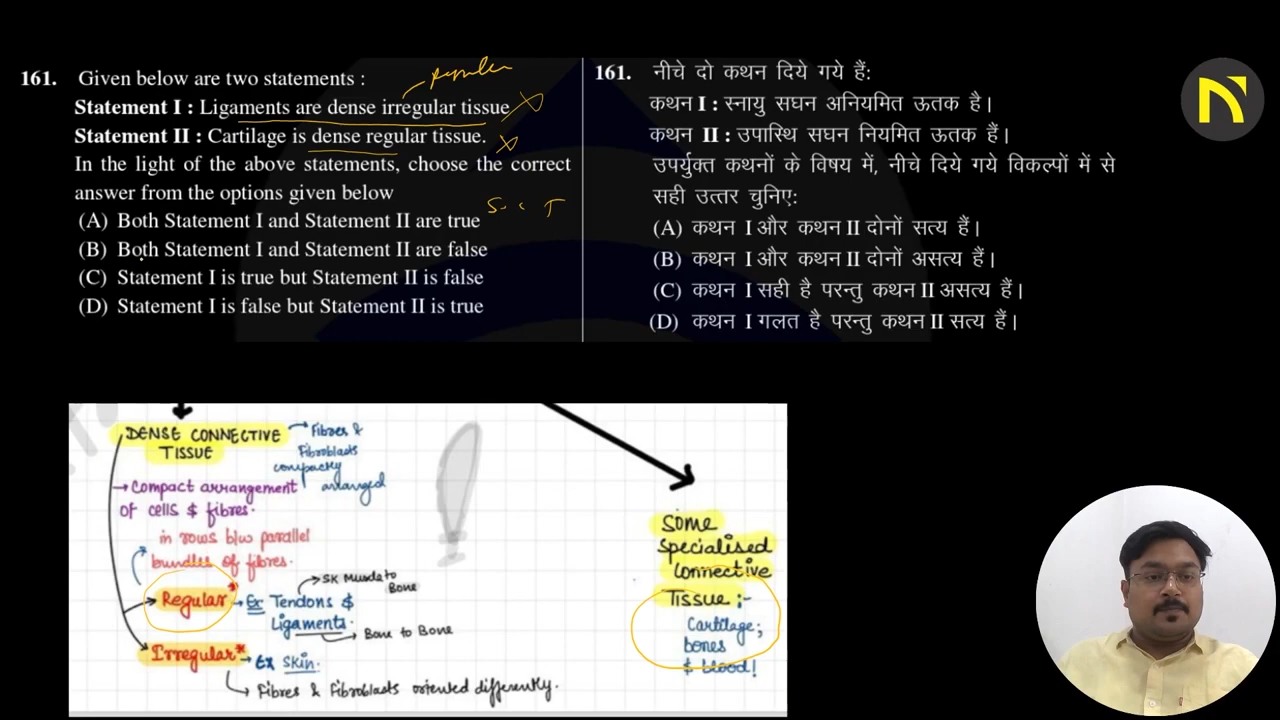 161. Given below are two statements :
Statement I : Ligaments are dense irregular tissue
Statement II : Cartilage is dense regular tissue.
In the light of the above statements, choose the correct
answer from the options given below
(A) Both Statement I and Statement II are true
(B) Both Statement I and Statement II are false
(C) Statement I is true but Statement II is false
(D) Statement I is false but Statement II is true
S. C T
161. नीचे दो कथन दिये गये हैं:
कथन I : स्नायु सघन अनियमित ऊतक है।
कथन II : उपास्थि सघन नियमित ऊतक हैं।
उपर्युक्त कथनों के विषय में, नीचे दिये गये विकल्पों में से
सही उत्तर चुनिए:
(A) कथन I और कथन II दोनों सत्य हैं।
(B) कथन I और कथन II दोनों असत्य हैं।
(C) कथन I सही है परन्तु कथन II असत्य हैं।
(D) कथन I गलत है परन्तु कथन II सत्य हैं।
DENSE CONNECTIVE
TISSUE
Fibres &
Fibroblasts
compactly
arranged
Compact arrangement
of cells & fibres.
in rows b/w parallel
bundles of fibres.
Regular* Ex Tendons &
Ligaments.
SK Muscle to
Bone
Bone to Bone
Irregular* Ex Skin.
Fibres & Fibroblasts oriented differently.
Some
Specialised
Connective
Tissue ;-
Cartilage;
bones
& blood!